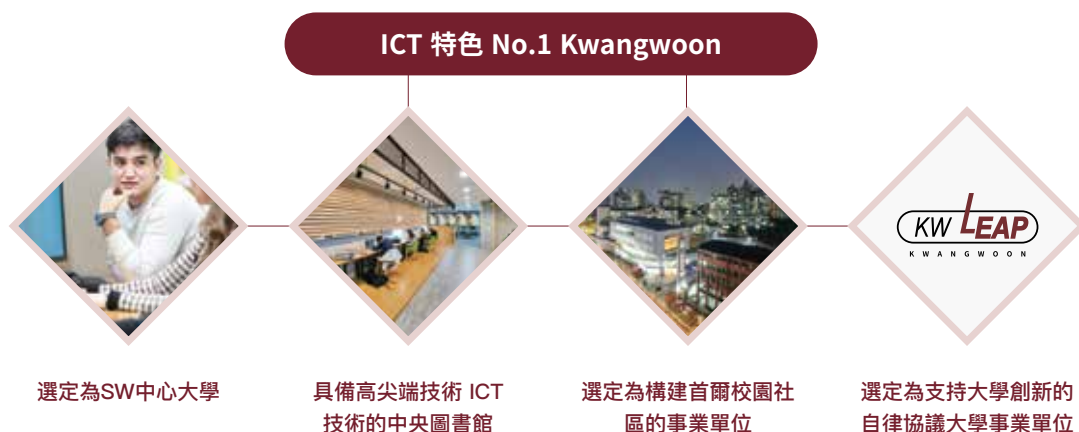 ICT 特色 No.1 Kwangwoon
KW LEAP
KWANGWOON
選定為SW中心大學
具備高尖端技術 ICT
技術的中央圖書館
選定為構建首爾校園社
區的事業單位
選定為支持大學創新的
自律協議大學事業單位